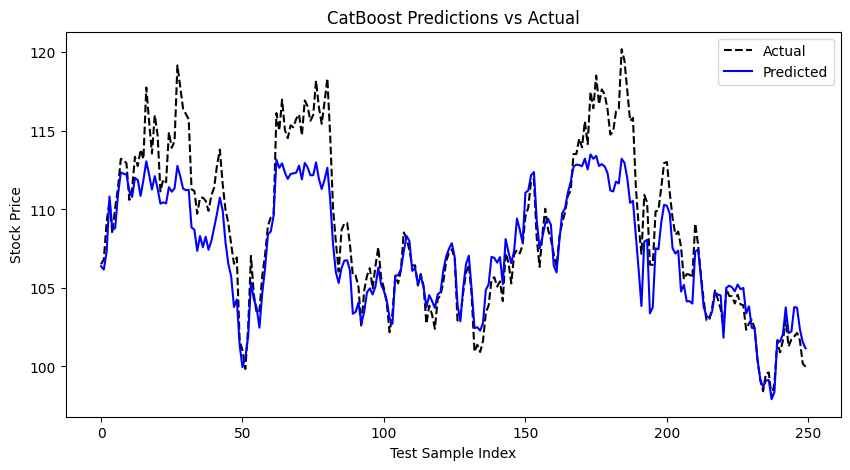 CatBoost Predictions vs Actual
Actual
Predicted
Stock Price
120
115
110
105
100
0 50 100 150 200 250
Test Sample Index